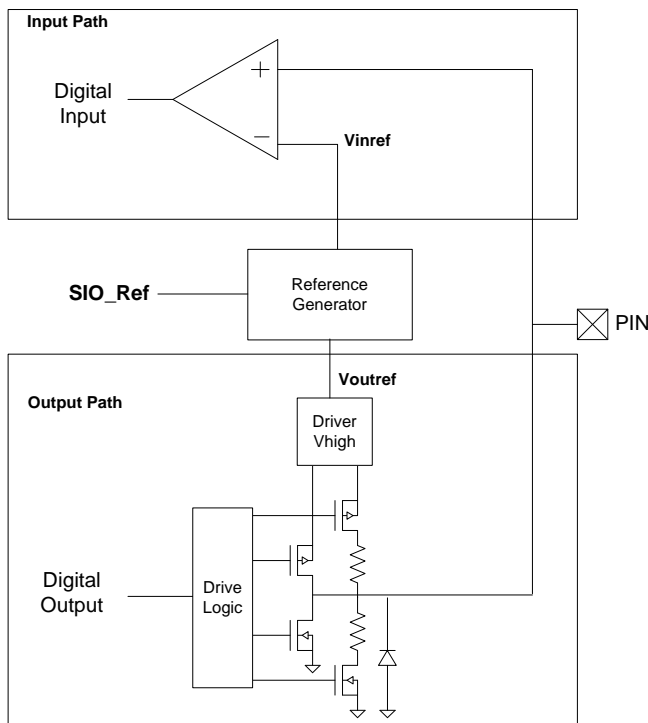 Input Path
Digital
Input
+
−
Vinref
SIO_Ref
Reference
Generator
PIN
Voutref
Output Path
Driver
Vhigh
Digital
Output
Drive
Logic